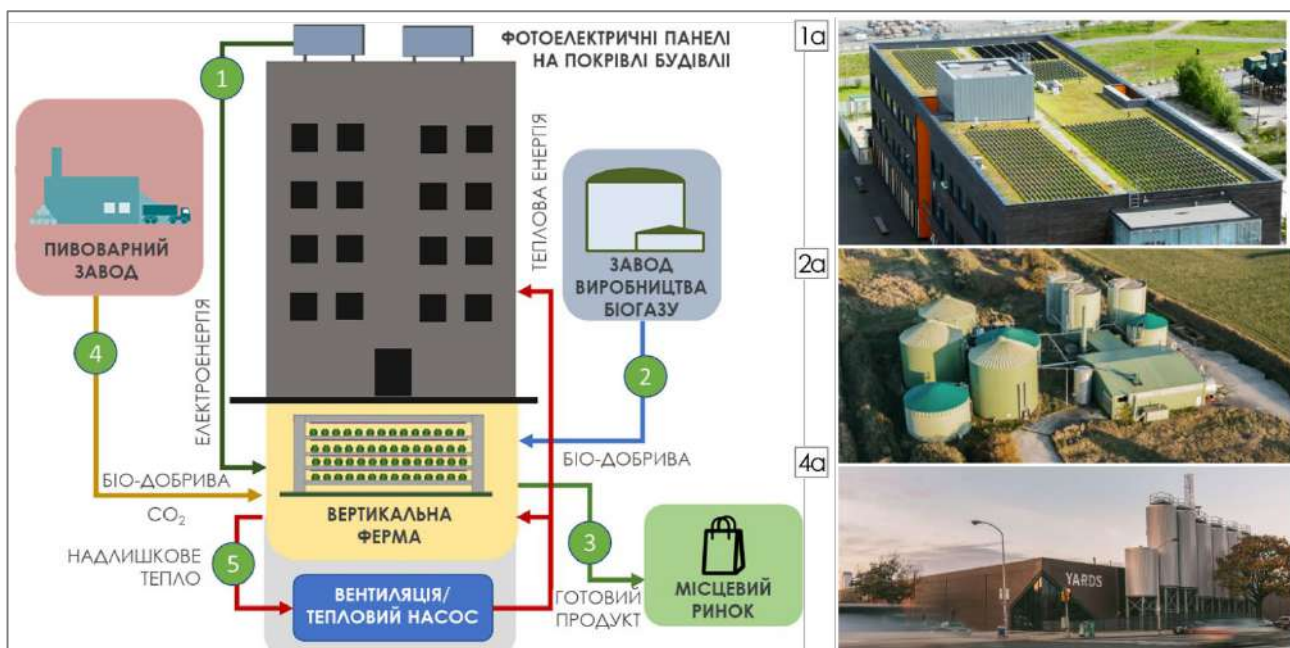 ФОТОЕЛЕКТРИЧНІ ПАНЕЛІ
НА ПОКРІВЛІ БУДІВЛІІ
1
ПИВОВАРНИЙ
ЗАВОД
4
ЕЛЕКТРОЕНЕРГІЯ
ТЕПЛОВА ЕНЕРГІЯ
ЗАВОД
ВИРОБНИЦТВА
БІОГАЗУ
2
БІО-ДОБРИВА
БІО-ДОБРИВА
CO₂
ВЕРТИКАЛЬНА
ФЕРМА
НАДЛИШКОВЕ
ТЕПЛО
5
ВЕНТИЛЯЦІЯ/
ТЕПЛОВИЙ НАСОС
3
ГОТОВИЙ
ПРОДУКТ
МІСЦЕВИЙ
РИНОК
1a
2a
4a
YARDS